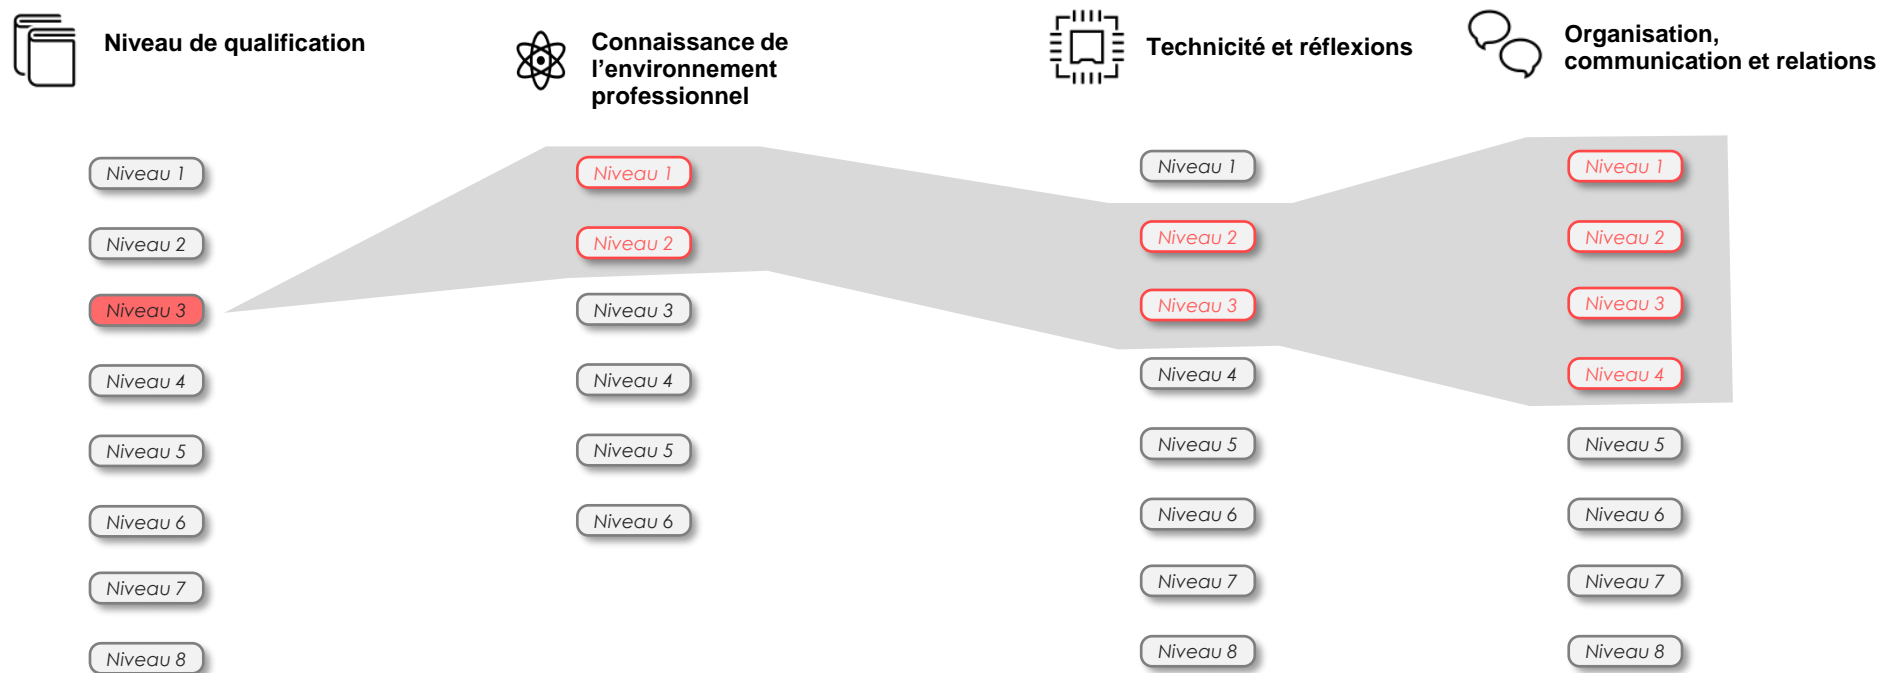 Niveau de qualification
Connaissance de
l'environnement
professionnel
Technicité et réflexions
Organisation,
communication et relations
Niveau 1
Niveau 2
Niveau 3
Niveau 4
Niveau 5
Niveau 6
Niveau 7
Niveau 8
Niveau 1
Niveau 2
Niveau 3
Niveau 4
Niveau 5
Niveau 6
Niveau 1
Niveau 2
Niveau 3
Niveau 4
Niveau 5
Niveau 6
Niveau 7
Niveau 8
Niveau 1
Niveau 2
Niveau 3
Niveau 4
Niveau 5
Niveau 6
Niveau 7
Niveau 8